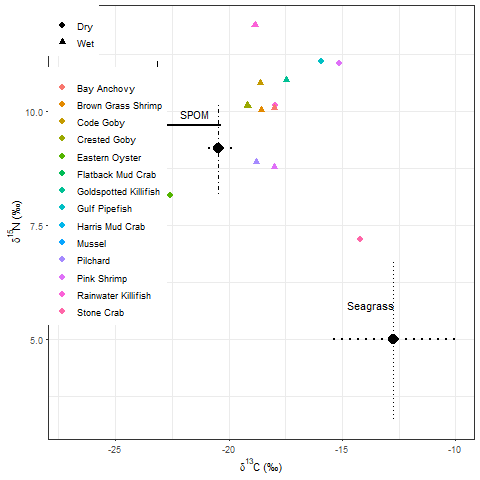 Dry
Wet
Bay Anchovy
Brown Grass Shrimp
Code Goby
Crested Goby
Eastern Oyster
Flatback Mud Crab
Goldspotted Killifish
Gulf Pipefish
Harris Mud Crab
Mussel
Pilchard
Pink Shrimp
Rainwater Killifish
Stone Crab
SPOM
Seagrass
10.0
7.5
5.0
δ15N (‰)
-25
-20
-15
-10
δ13C (‰)